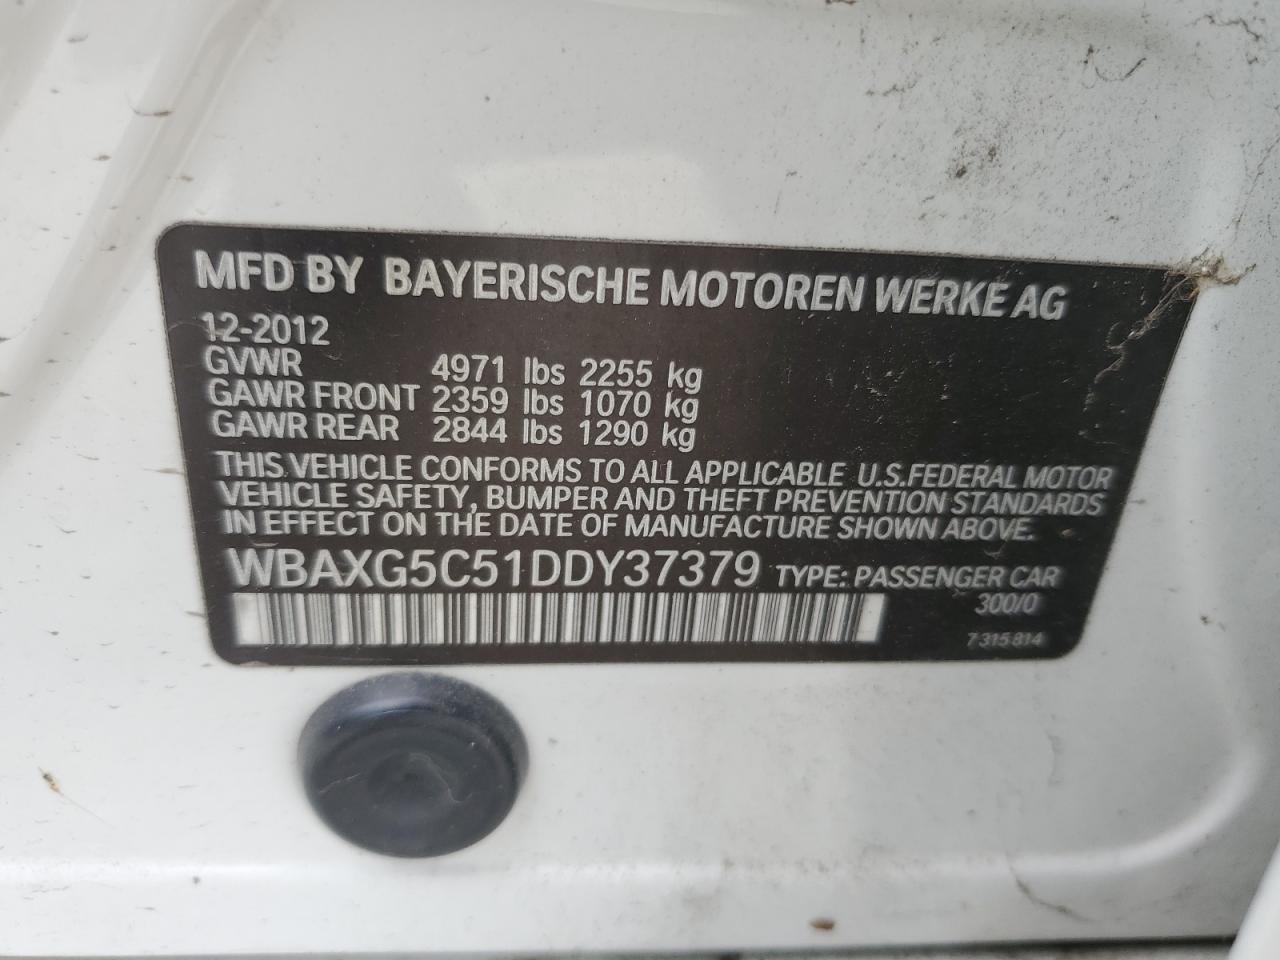 MFD BY BAYERISCHE MOTOREN WERKE AG
12-2012
GVWR 4971 lbs 2255 kg
GAWR FRONT 2359 lbs 1070 kg
GAWR REAR 2844 lbs 1290 kg
THIS VEHICLE CONFORMS TO ALL APPLICABLE U.S.FEDERAL MOTOR
VEHICLE SAFETY, BUMPER AND THEFT PREVENTION STANDARDS
IN EFFECT ON THE DATE OF MANUFACTURE SHOWN ABOVE.
WBAXG5C51DDY37379 TYPE: PASSENGER CAR
300/0
7 315 814